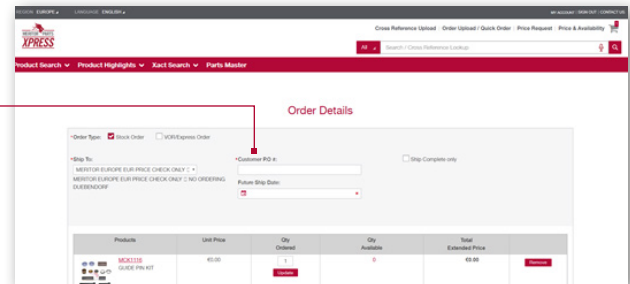 REGION EUROPE LANGUAGE ENGLISH MY ACCOUNT | SIGN OUT | CONTACT US
MERITOR PARTS
XPRESS
Cross Reference Upload Order Upload / Quick Order Price Request Price & Availability
All Search / Cross Reference Lookup
Product Search Product Highlights Xact Search Parts Master
Order Details
*Order Type: Stock Order VOR/Express Order
*Ship To: *Customer P.O #: Ship Complete only
MERITOR EUROPE EUR PRICE CHECK ONLY
MERITOR EUROPE EUR PRICE CHECK ONLY :: NO ORDERING
DUEBENDORF
Future Ship Date:
Products Unit Price Qty Ordered Qty Available Total Extended Price
MCK1116 €0.00 1 0 €0.00 Remove
GUIDE PIN KIT
Update